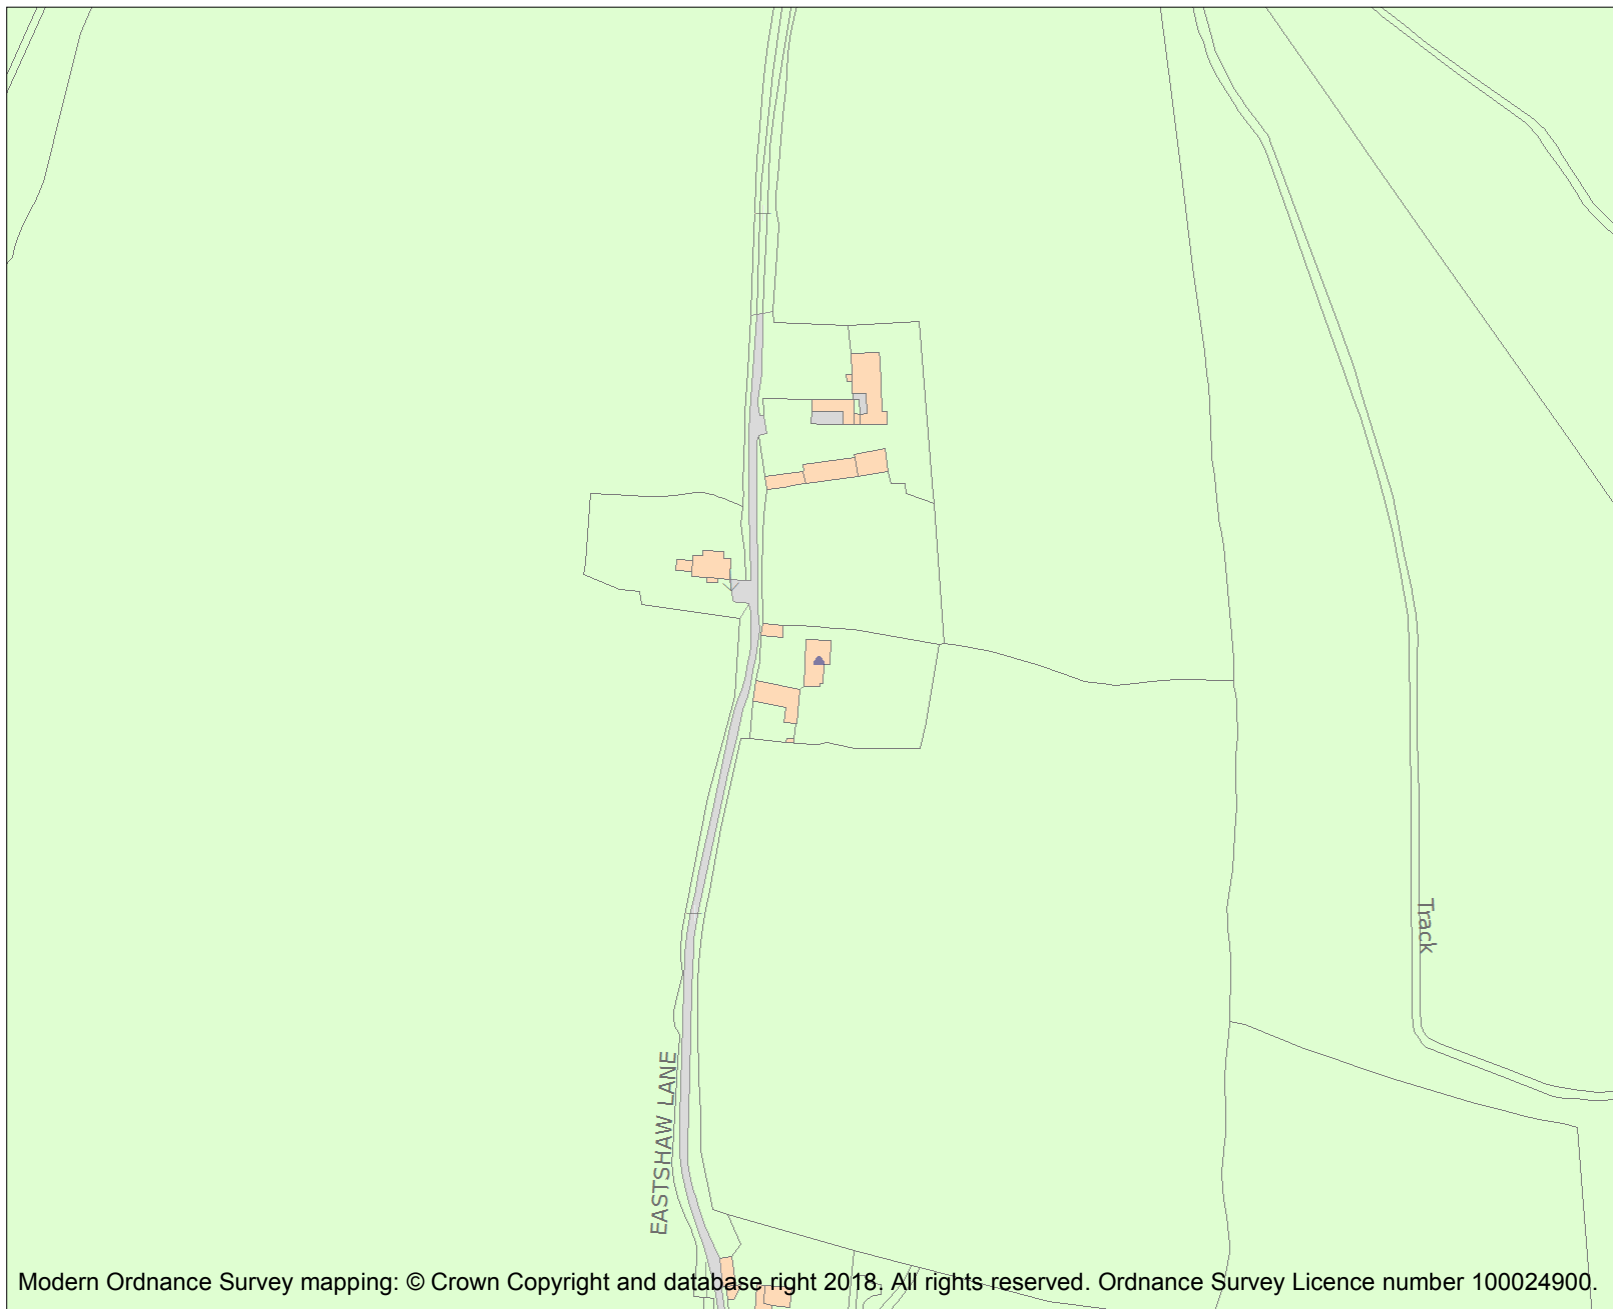 Track
EASTSHAW LANE
Modern Ordnance Survey mapping: © Crown Copyright and database right 2018. All rights reserved. Ordnance Survey Licence number 100024900.